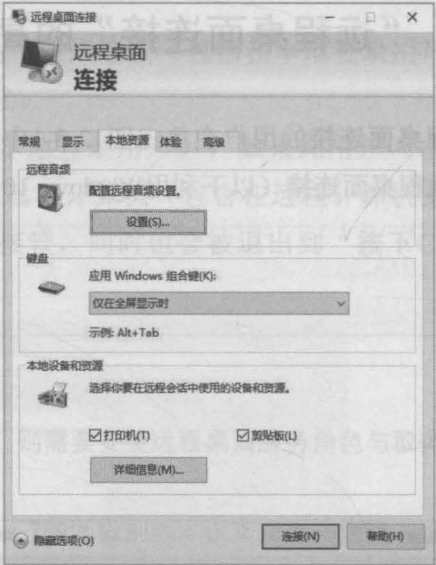 远程桌面连接
远程桌面
连接
常规 显示 本地资源 体验 高级
远程音频
配置远程音频设置。
设置(S)...
键盘
应用 Windows 组合键(K):
仅在全屏显示时
示例: Alt+Tab
本地设备和资源
选择你要在远程会话中使用的设备和资源。
打印机(T) 剪贴板(L)
详细信息(M)...
隐藏选项(O) 连接(N) 帮助(H)